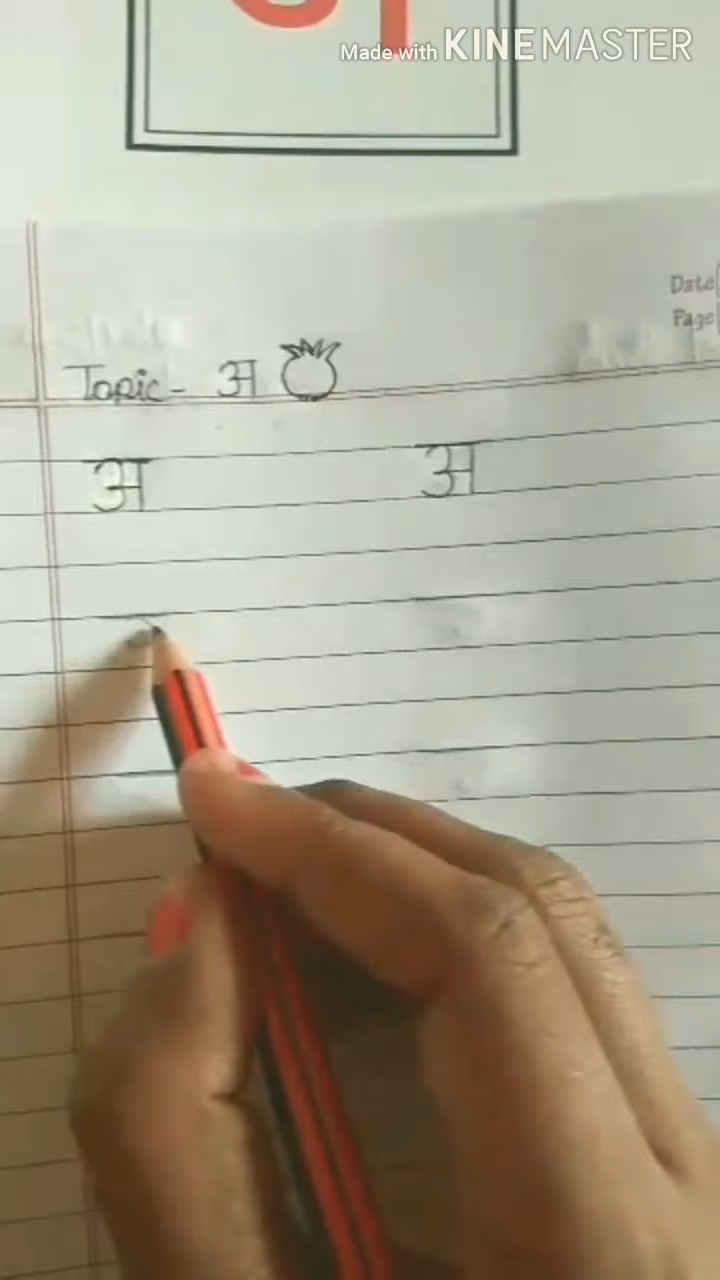 Made with KINEMASTER
Date
Page
Topic - अ
अ अ